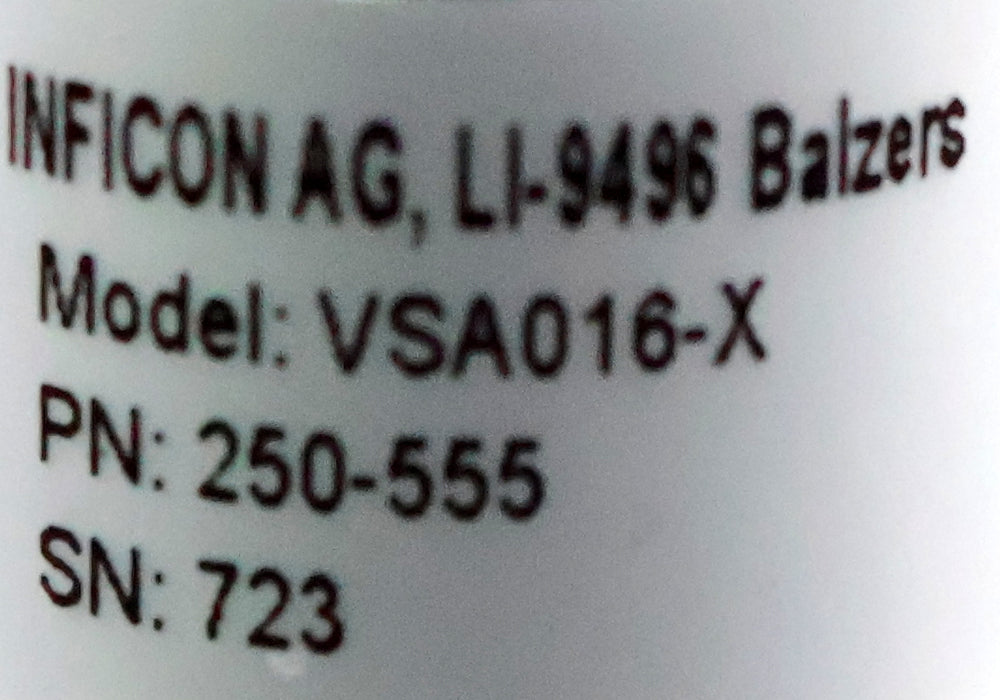 INFICON AG, LI-9496 Balzers
Model: VSA016-X
PN: 250-555
SN: 723